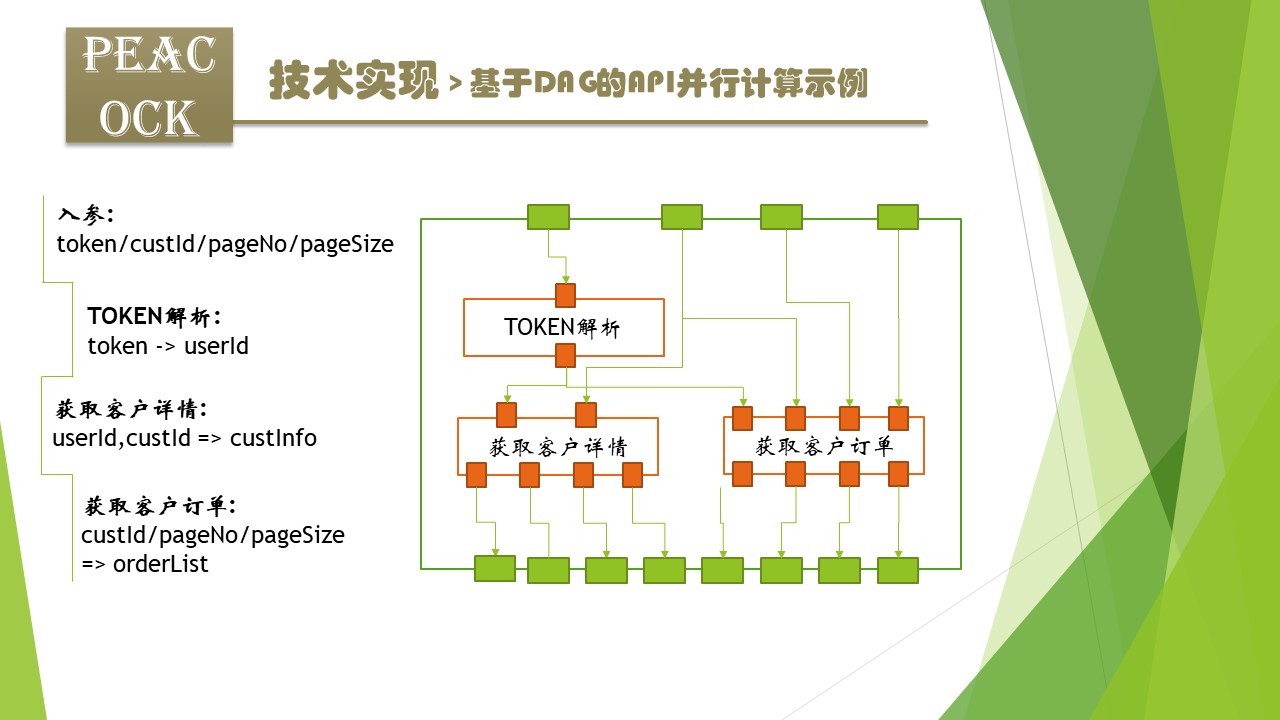 PEAC
OCK
技术实现 > 基于DAG的API并行计算示例
入参:
token/custId/pageNo/pageSize
TOKEN解析:
token -> userId
获取客户详情:
userId,custId => custInfo
获取客户订单:
custId/pageNo/pageSize
=> orderList
TOKEN解析
获取客户详情
获取客户订单